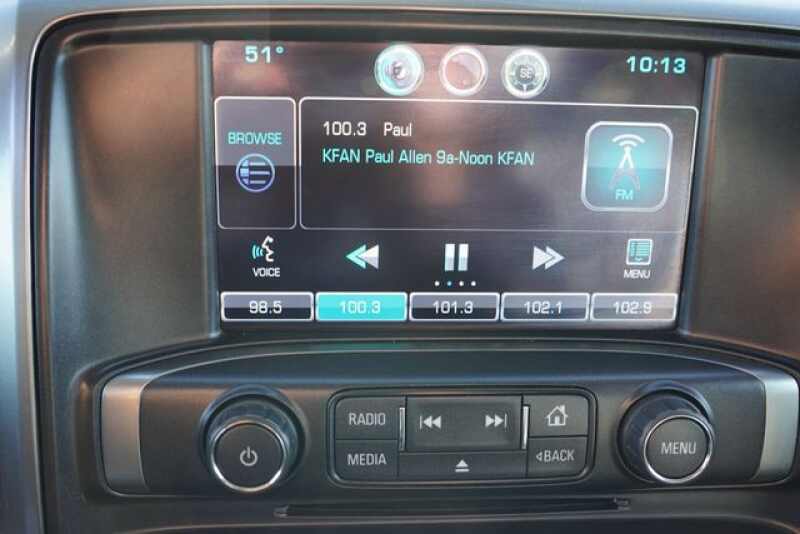 51°
SE
10:13
BROWSE
100.3 Paul
KFAN Paul Allen 9a-Noon KFAN
FM
VOICE
MENU
98.5
100.3
101.3
102.1
102.9
RADIO
MEDIA
BACK
MENU